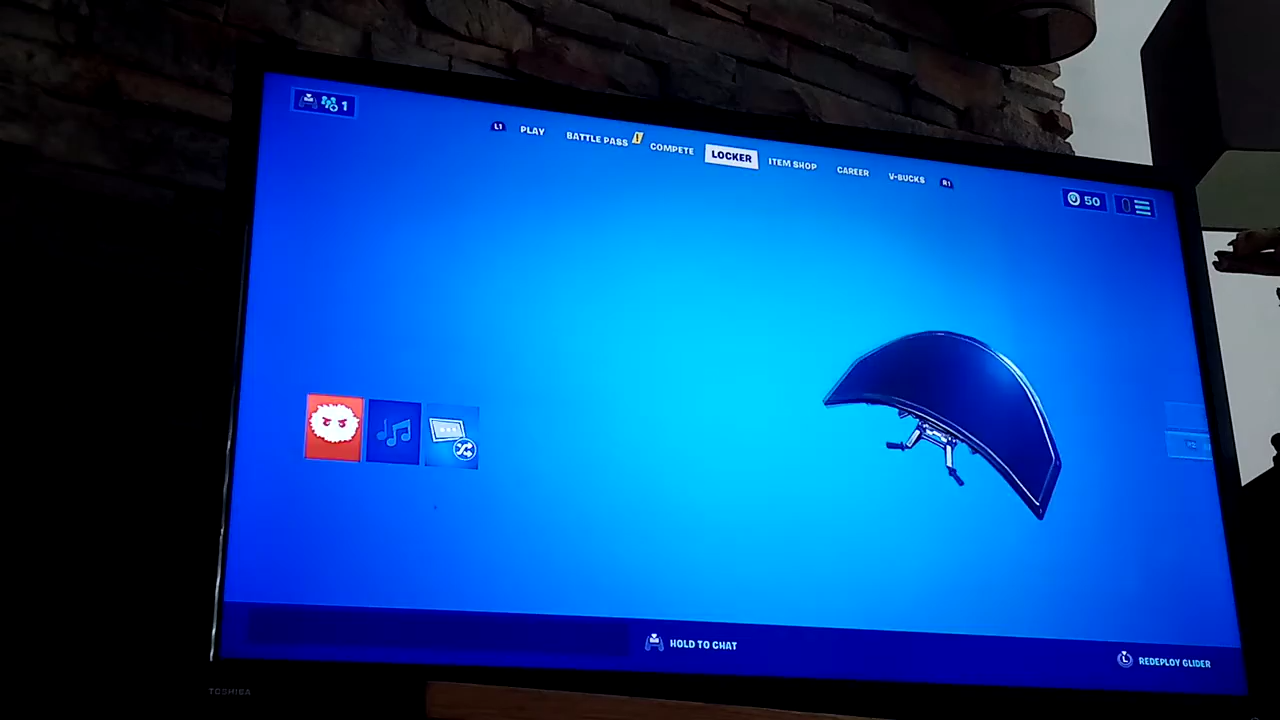 1
L1 PLAY BATTLE PASS ! COMPETE LOCKER ITEM SHOP CAREER V-BUCKS R1
50
HOLD TO CHAT
L REDEPLOY GLIDER
TOSHIBA